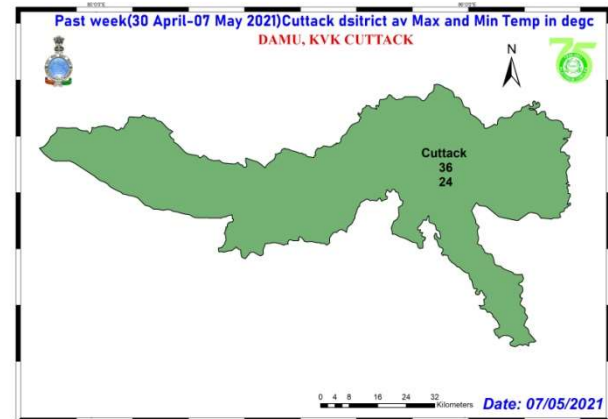 Past week(30 April-07 May 2021)Cuttack dsitrict av Max and Min Temp in degc
DAMU, KVK CUTTACK
N
75
Cuttack
36
24
0 4 8 16 24 32
Kilometers
Date: 07/05/2021